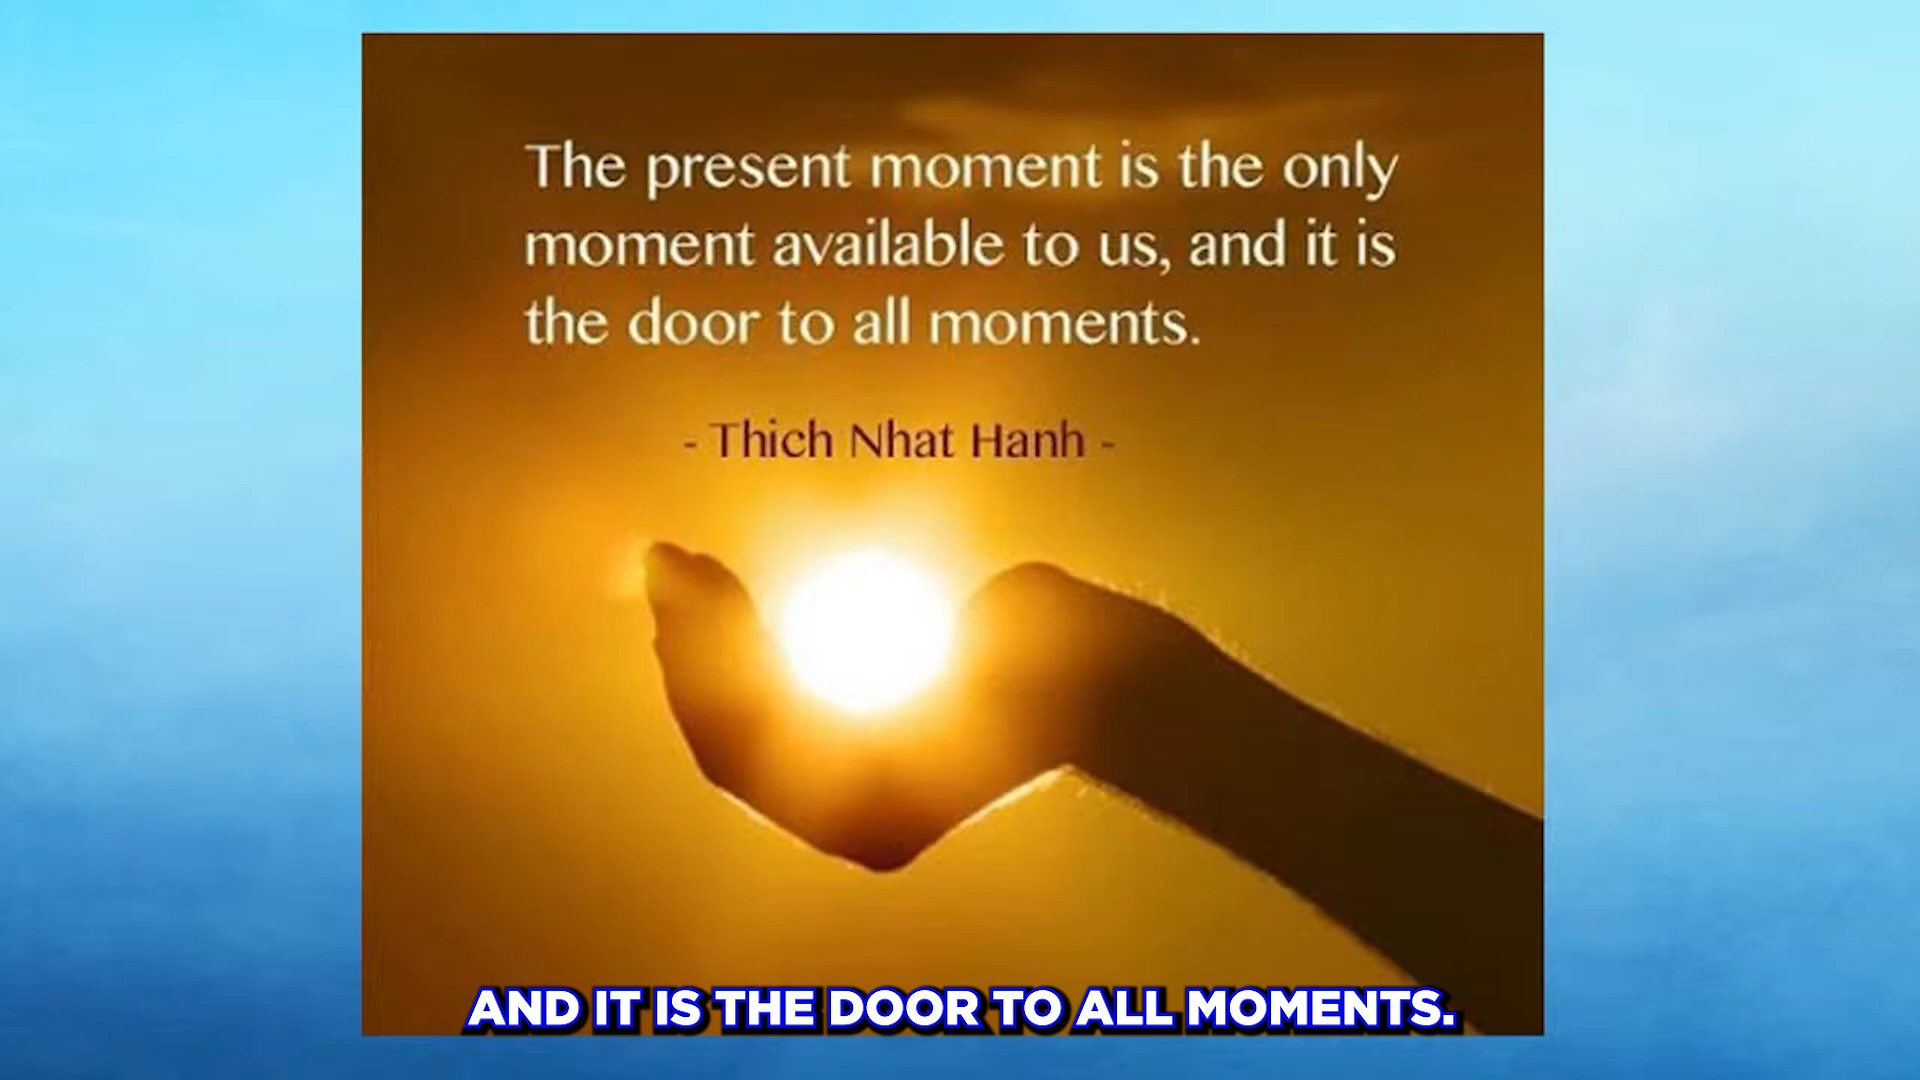 The present moment is the only
moment available to us, and it is
the door to all moments.
- Thich Nhat Hanh -
AND IT IS THE DOOR TO ALL MOMENTS.